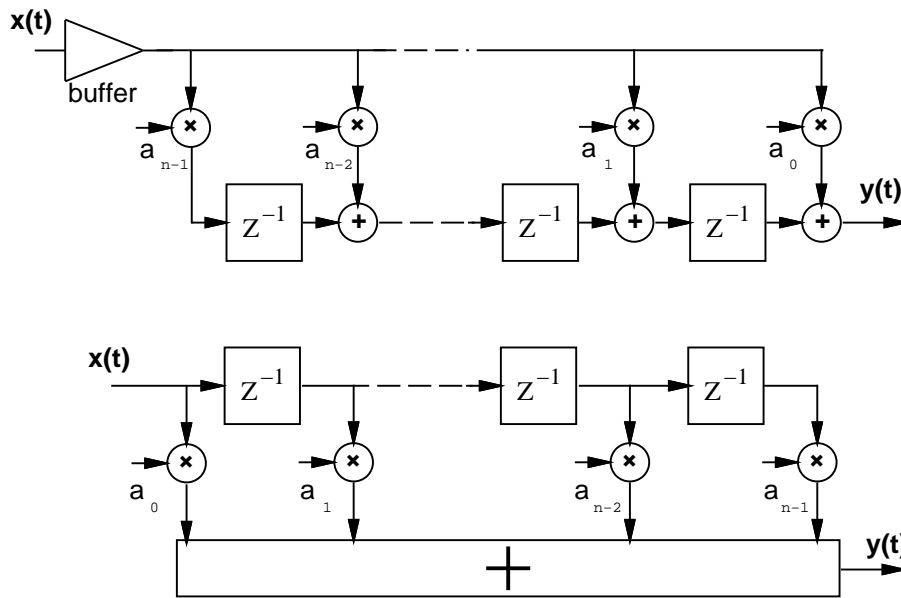 x(t)
buffer
× × × ×
a n-1 a n-2 a 1 a 0
y(t)
Z⁻¹ + Z⁻¹ + Z⁻¹ +
x(t)
Z⁻¹ Z⁻¹ Z⁻¹
× × × ×
a 0 a 1 a n-2 a n-1
y(t)
+